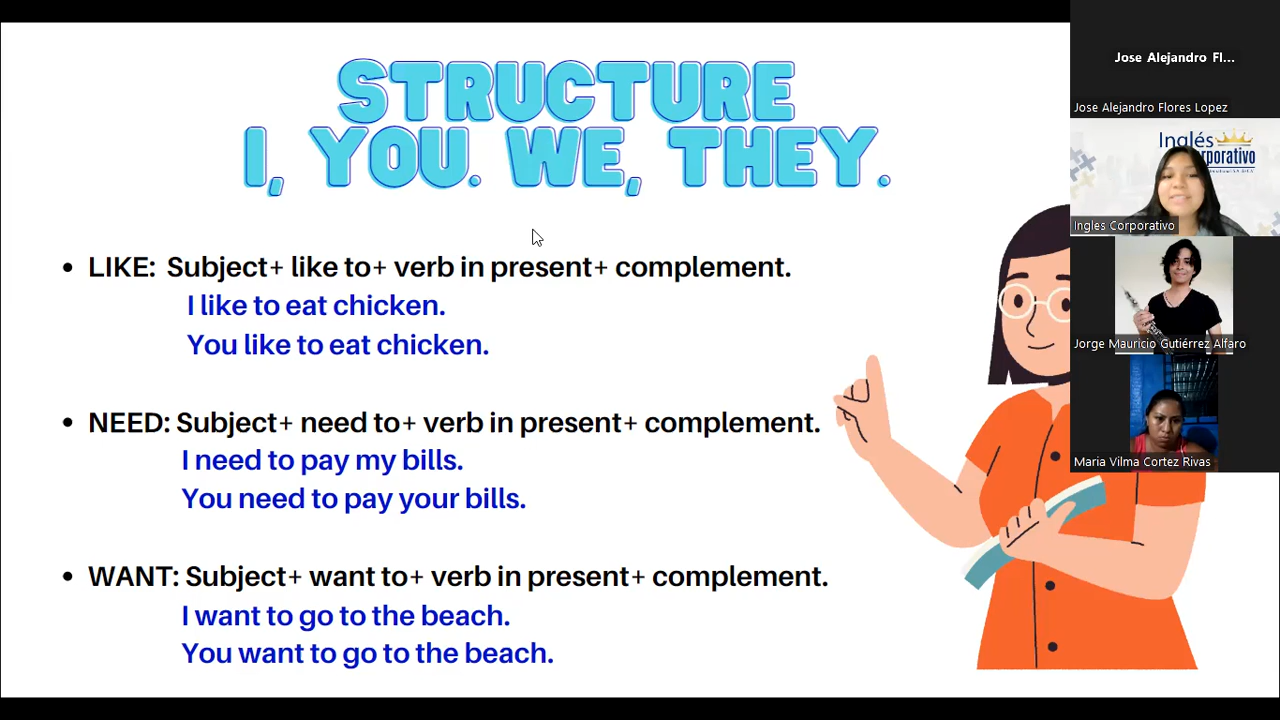 STRUCTURE
I, YOU. WE, THEY.
• LIKE: Subject+ like to+ verb in present+ complement.
I like to eat chicken.
You like to eat chicken.
• NEED: Subject+ need to+ verb in present+ complement.
I need to pay my bills.
You need to pay your bills.
• WANT: Subject+ want to+ verb in present+ complement.
I want to go to the beach.
You want to go to the beach.
Jose Alejandro Fl...
Jose Alejandro Flores Lopez
Inglés
Corporativo
Ingles Corporativo
Jorge Mauricio Gutiérrez Alfaro
Maria Vilma Cortez Rivas